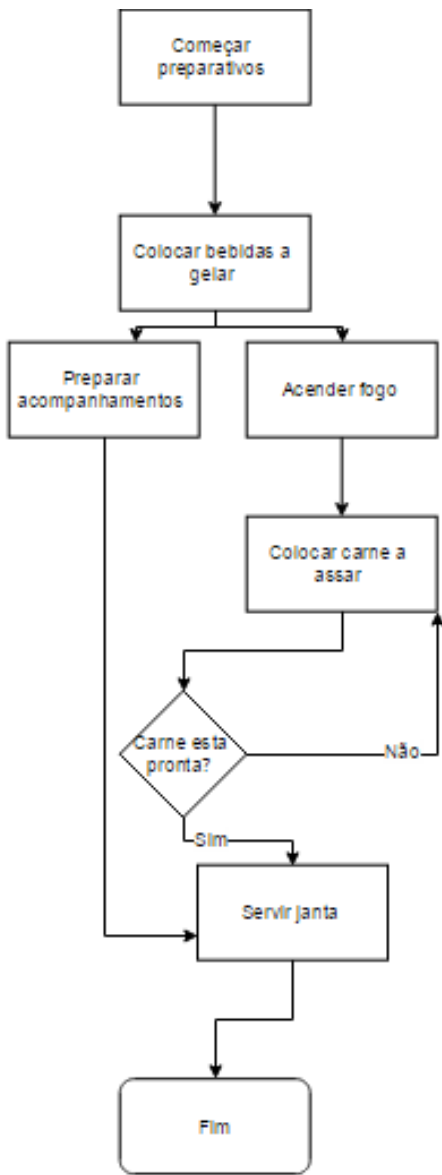 Começar
preparativos
Colocar bebidas a
gelar
Preparar
acompanhamentos
Acender fogo
Colocar carne a
assar
Carne esta
pronta?
Não
Sim
Servir janta
Fim